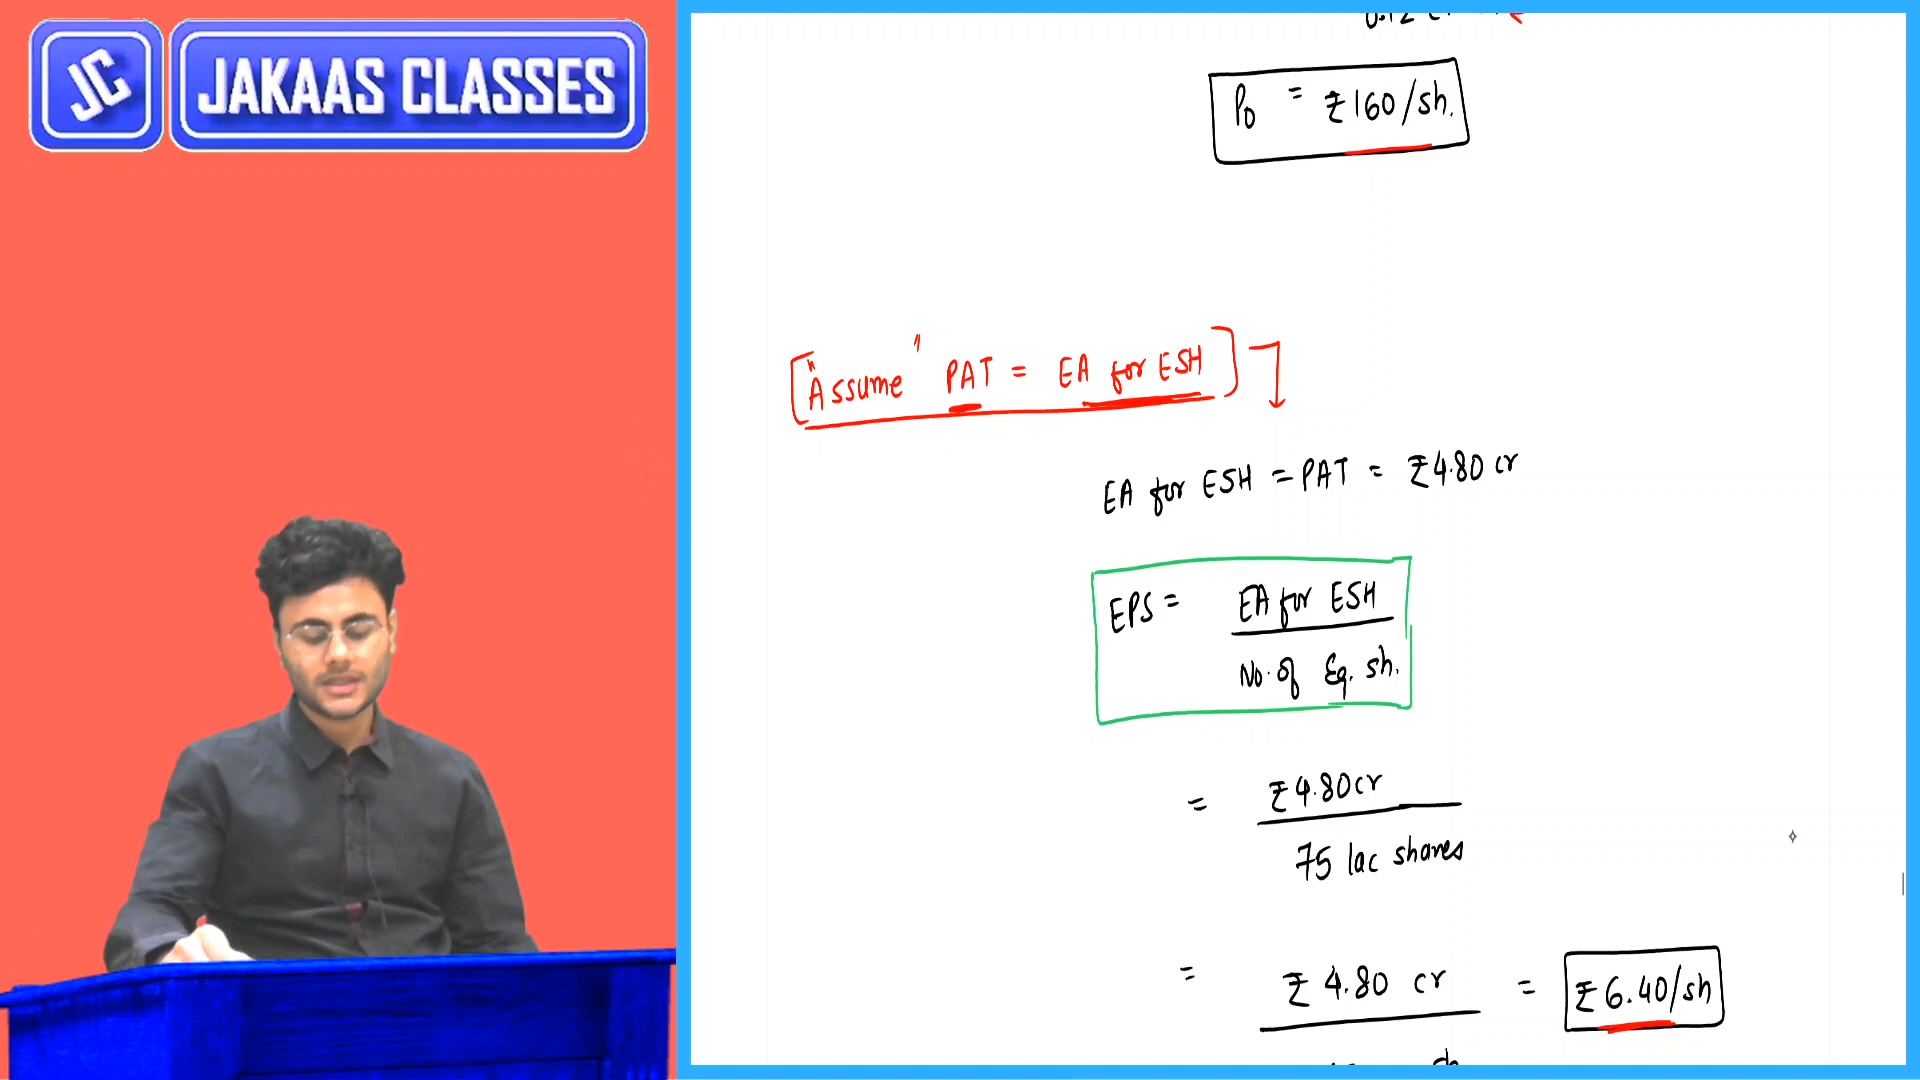 JC JAKAAS CLASSES
P₀ = ₹160/sh.
["Assume" PAT = EA for ESH]
EA for ESH = PAT = ₹4.80 cr
EPS = EA for ESH
No. of Eq. sh.
= ₹4.80cr
75 lac shares
= ₹ 4.80 cr = ₹6.40/sh